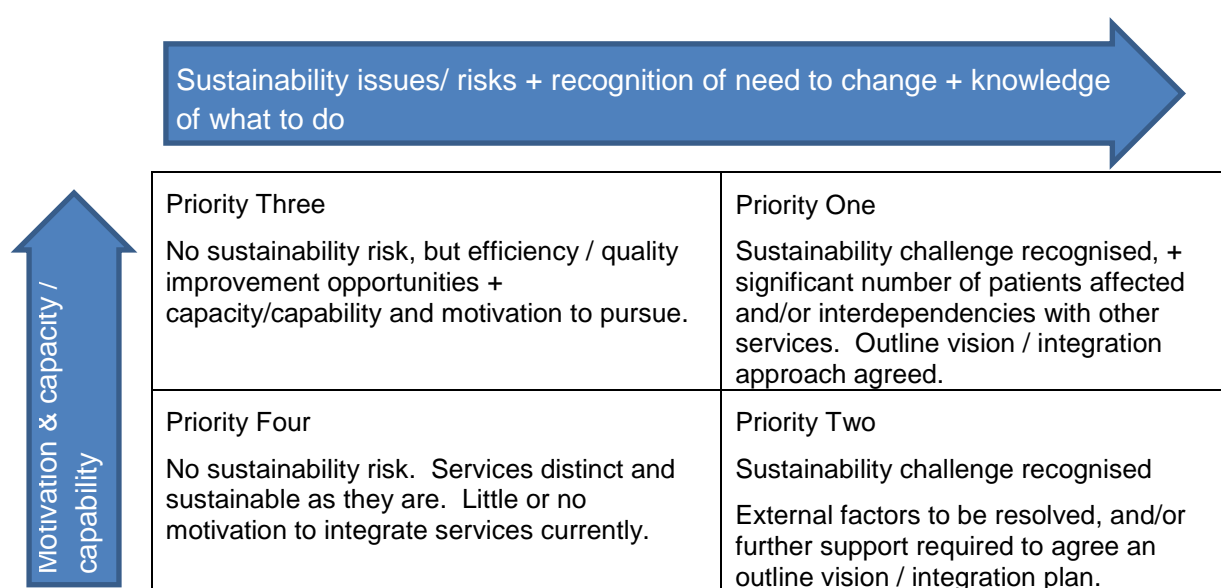 Sustainability issues/ risks + recognition of need to change + knowledge
of what to do
Motivation & capacity /
capability
Priority Three
No sustainability risk, but efficiency / quality
improvement opportunities +
capacity/capability and motivation to pursue.
Priority One
Sustainability challenge recognised, +
significant number of patients affected
and/or interdependencies with other
services.  Outline vision / integration
approach agreed.
Priority Four
No sustainability risk.  Services distinct and
sustainable as they are.  Little or no
motivation to integrate services currently.
Priority Two
Sustainability challenge recognised
External factors to be resolved, and/or
further support required to agree an
outline vision / integration plan.